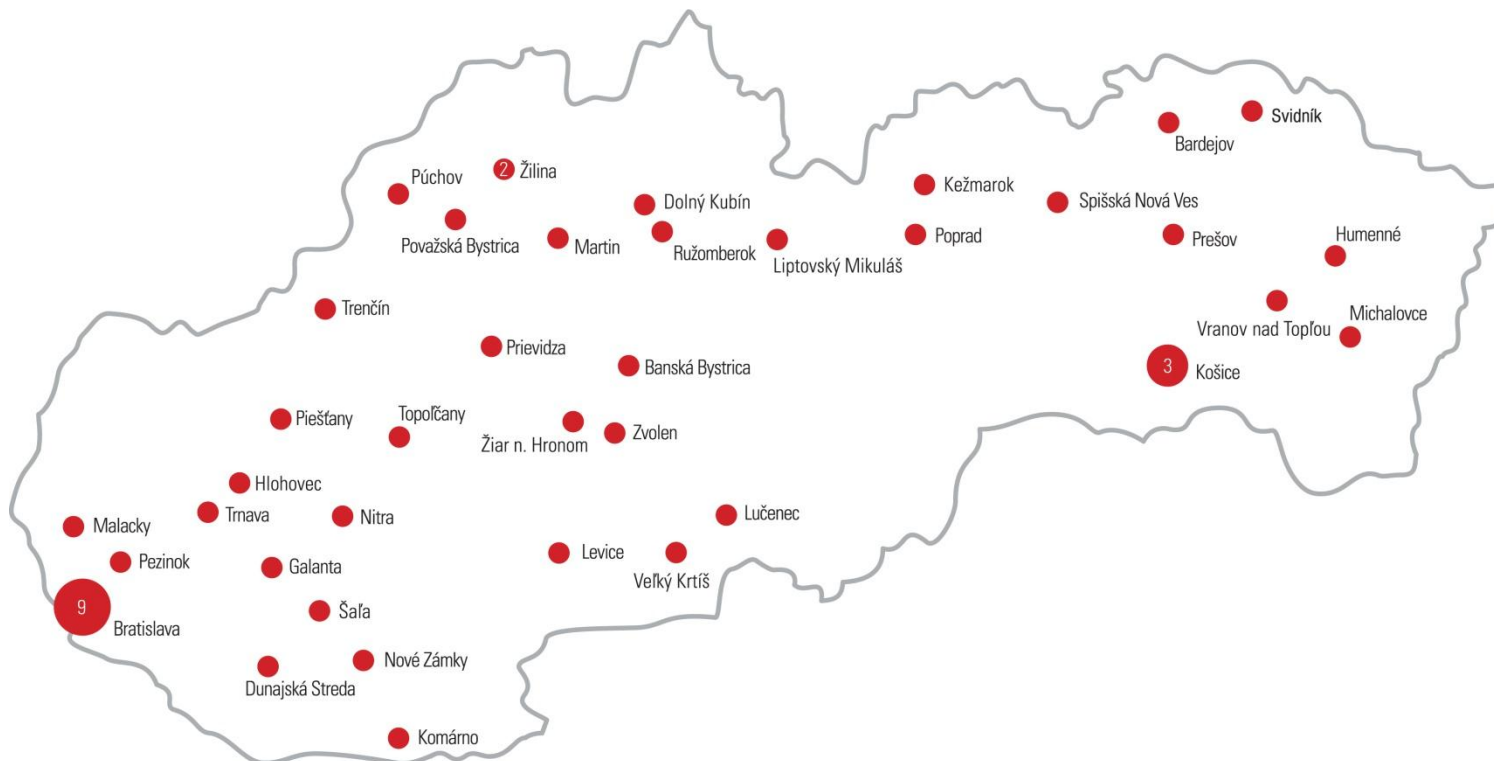 Svidník
Bardejov
2 Žilina
Púchov
Kežmarok
Dolný Kubín
Spišská Nová Ves
Považská Bystrica
Martin
Ružomberok
Poprad
Prešov
Humenné
Liptovský Mikuláš
Trenčín
Michalovce
Vranov nad Topľou
Prievidza
Banská Bystrica
3
Košice
Piešťany
Topoľčany
Žiar n. Hronom
Zvolen
Hlohovec
Malacky
Trnava
Nitra
Lučenec
Pezinok
Galanta
Levice
Veľký Krtíš
9
Bratislava
Šaľa
Nové Zámky
Dunajská Streda
Komárno